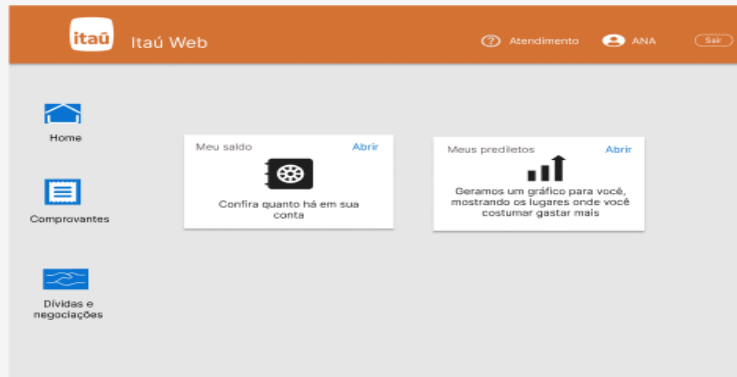 itaú
Itaú Web
? Atendimento
ANA
Sair
Home
Comprovantes
Dívidas e
negociações
Meu saldo
Abrir
Confira quanto há em sua
conta
Meus prediletos
Abrir
Geramos um gráfico para você,
mostrando os lugares onde você
costumar gastar mais